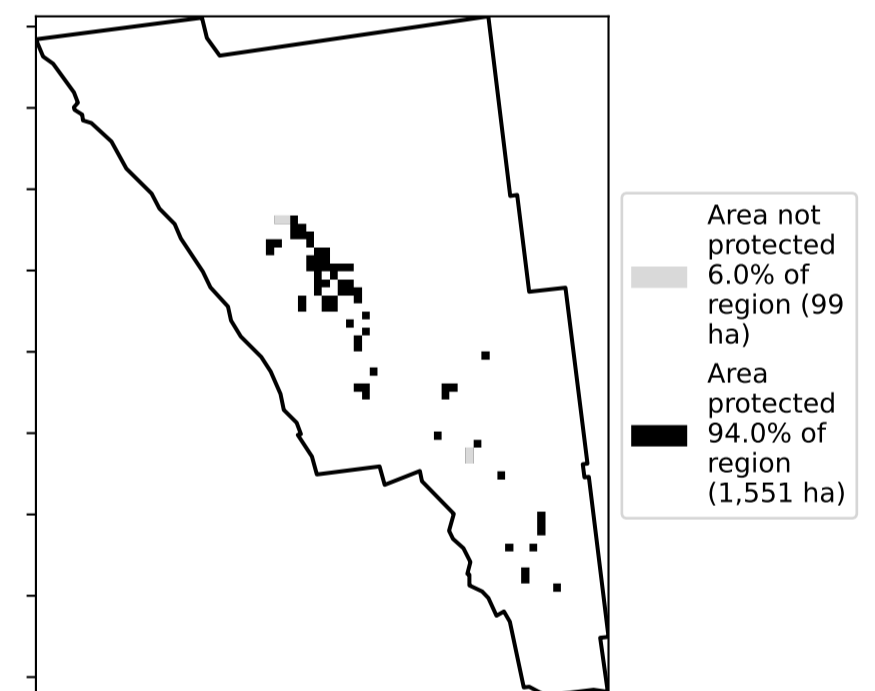 Area not
protected
6.0% of
region (99
ha)
Area
protected
94.0% of
region
(1,551 ha)